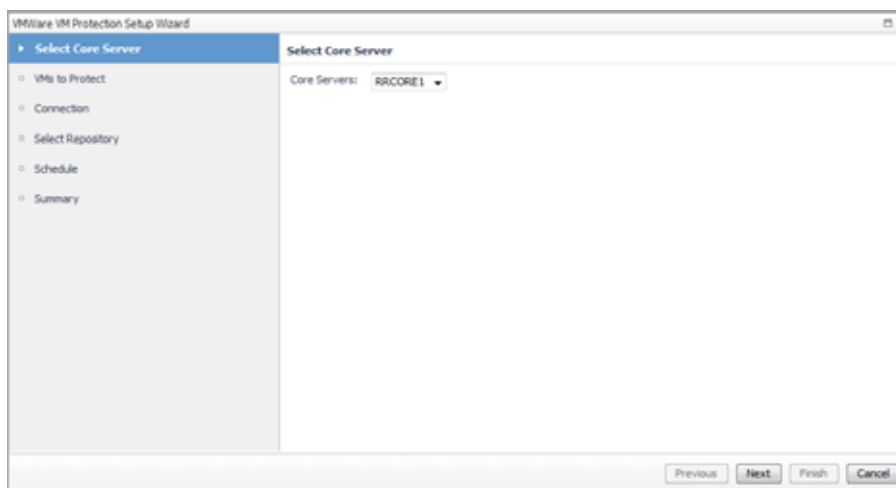 VMWare VM Protection Setup Wizard
Select Core Server
VMs to Protect
Connection
Select Repository
Schedule
Summary
Select Core Server
Core Servers: RRCORE1
Previous Next Finish Cancel